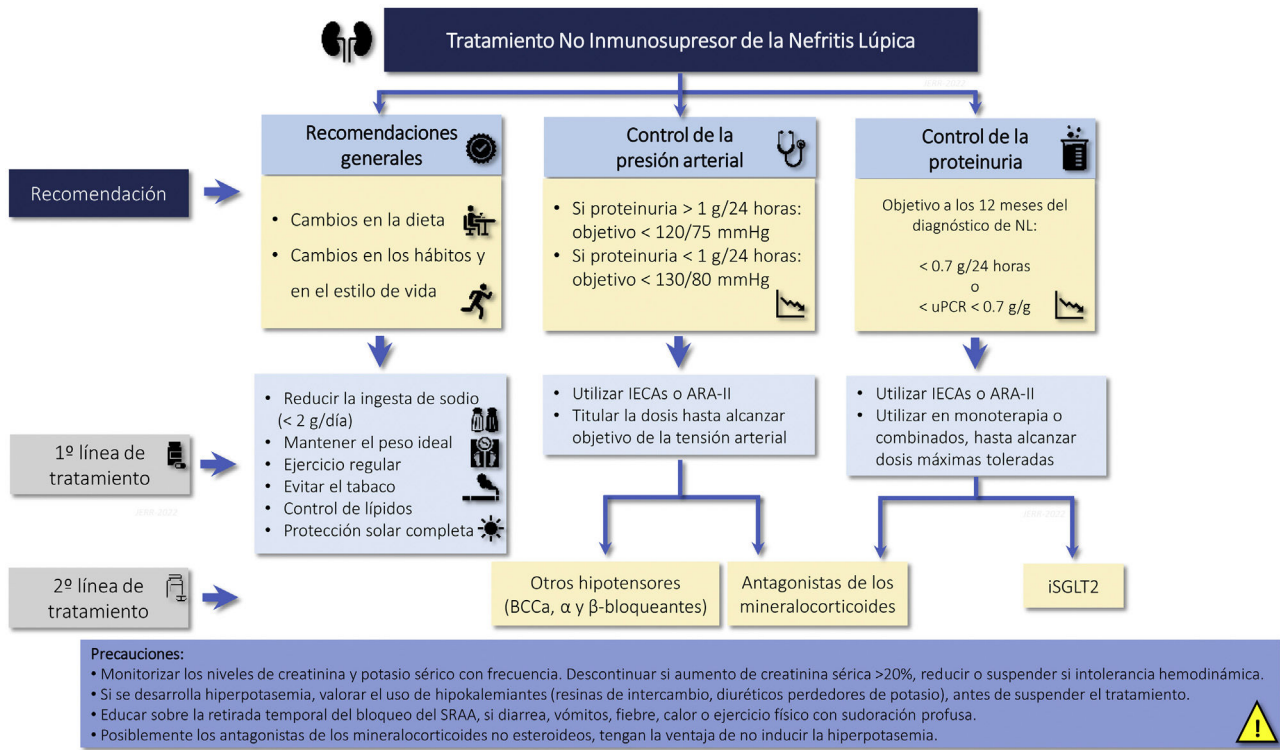 Tratamiento No Inmunosupresor de la Nefritis Lúpica
JERR-2022
Recomendación
Recomendaciones
generales
• Cambios en la dieta
• Cambios en los hábitos y
en el estilo de vida
Control de la
presión arterial
• Si proteinuria > 1 g/24 horas:
objetivo < 120/75 mmHg
• Si proteinuria < 1 g/24 horas:
objetivo < 130/80 mmHg
Control de la
proteinuria
Objetivo a los 12 meses del
diagnóstico de NL:
< 0.7 g/24 horas
o
< uPCR < 0.7 g/g
1º línea de
tratamiento
JERR-2022
• Reducir la ingesta de sodio
(< 2 g/día)
• Mantener el peso ideal
• Ejercicio regular
• Evitar el tabaco
• Control de lípidos
• Protección solar completa
• Utilizar IECAs o ARA-II
• Titular la dosis hasta alcanzar
objetivo de la tensión arterial
• Utilizar IECAs o ARA-II
• Utilizar en monoterapia o
combinados, hasta alcanzar
dosis máximas toleradas
JERR-2022
2º línea de
tratamiento
Otros hipotensores
(BCCa, α y β-bloqueantes)
Antagonistas de los
mineralocorticoides
iSGLT2
Precauciones:
• Monitorizar los niveles de creatinina y potasio sérico con frecuencia. Descontinuar si aumento de creatinina sérica >20%, reducir o suspender si intolerancia hemodinámica.
• Si se desarrolla hiperpotasemia, valorar el uso de hipokalemiantes (resinas de intercambio, diuréticos perdedores de potasio), antes de suspender el tratamiento.
• Educar sobre la retirada temporal del bloqueo del SRAA, si diarrea, vómitos, fiebre, calor o ejercicio físico con sudoración profusa.
• Posiblemente los antagonistas de los mineralocorticoides no esteroideos, tengan la ventaja de no inducir la hiperpotasemia.